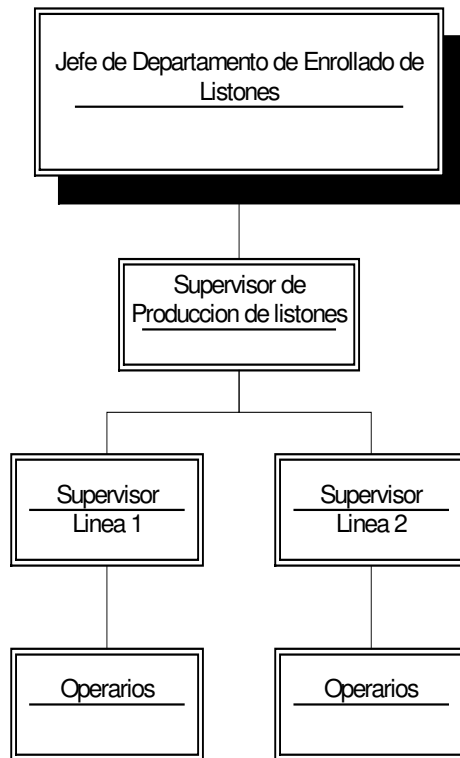 Jefe de Departamento de Enrollado de
Listones
Supervisor de
Produccion de listones
Supervisor
Linea 1
Supervisor
Linea 2
Operarios
Operarios